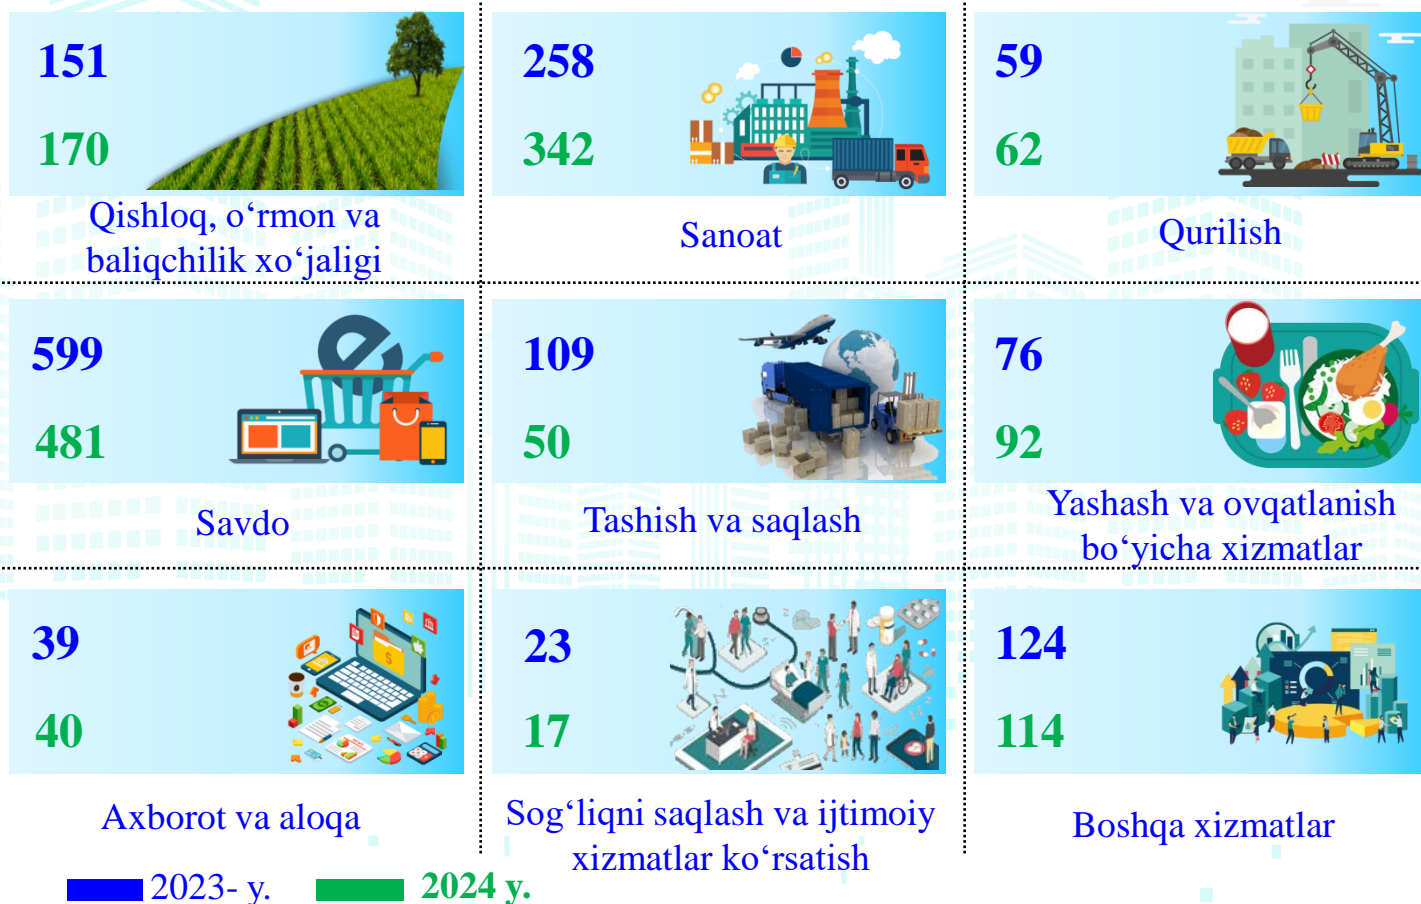 151
170
Qishloq, o‘rmon va
baliqchilik xo‘jaligi
258
342
Sanoat
59
62
Qurilish
599
481
Savdo
109
50
Tashish va saqlash
76
92
Yashash va ovqatlanish
bo‘yicha xizmatlar
39
40
Axborot va aloqa
23
17
Sog‘liqni saqlash va ijtimoiy
xizmatlar ko‘rsatish
124
114
Boshqa xizmatlar
2023- y. 2024 y.